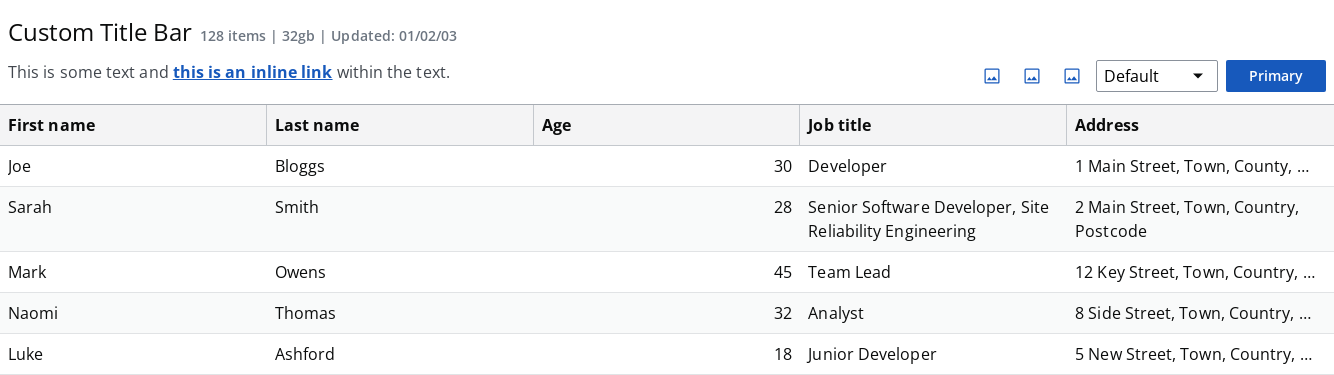 Custom Title Bar 128 items | 32gb | Updated: 01/02/03
This is some text and this is an inline link within the text.
Default Primary
First name Last name Age Job title Address
Joe Bloggs 30 Developer 1 Main Street, Town, County, ...
Sarah Smith 28 Senior Software Developer, Site 2 Main Street, Town, Country,
Reliability Engineering Postcode
Mark Owens 45 Team Lead 12 Key Street, Town, Country, ...
Naomi Thomas 32 Analyst 8 Side Street, Town, Country, ...
Luke Ashford 18 Junior Developer 5 New Street, Town, Country, ...